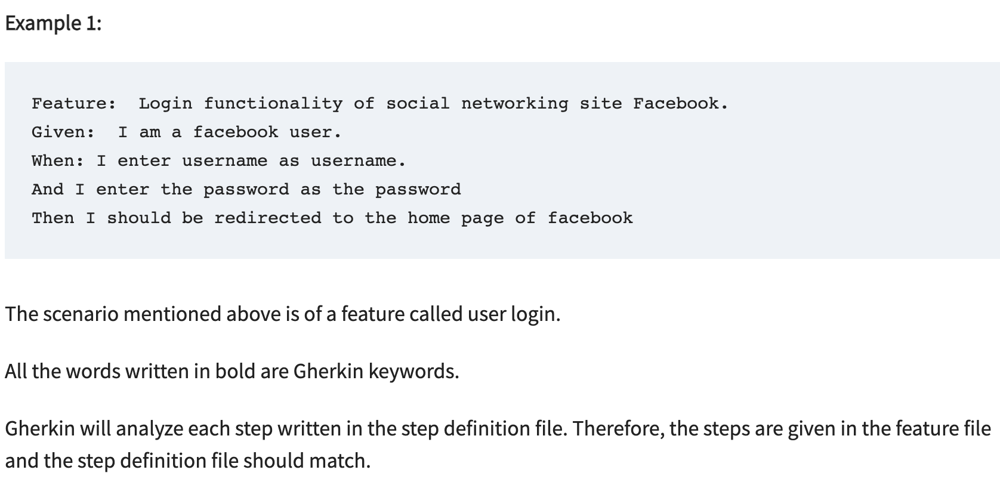 Example 1:
Feature:  Login functionality of social networking site Facebook.
Given:  I am a facebook user.
When: I enter username as username.
And I enter the password as the password
Then I should be redirected to the home page of facebook
The scenario mentioned above is of a feature called user login.
All the words written in bold are Gherkin keywords.
Gherkin will analyze each step written in the step definition file. Therefore, the steps are given in the feature file
and the step definition file should match.